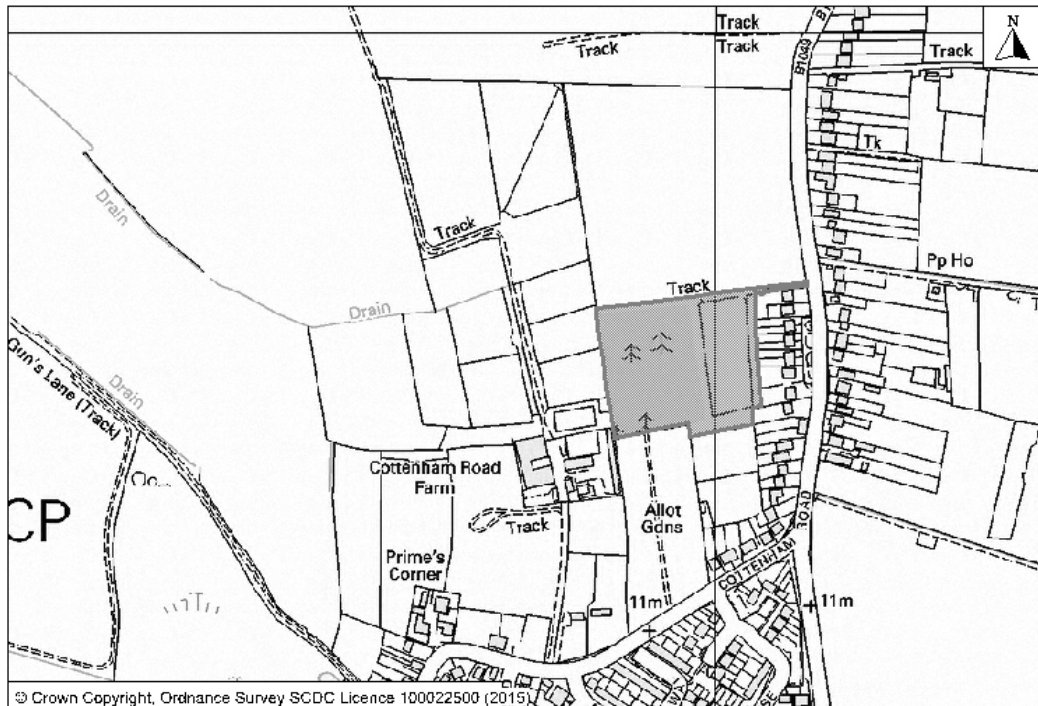 Track
Track
Track
N
B1049
B1
Track
Tk
Drain
Track
Pp Ho
Track
Drain
Gun's Lane (Track)
Drain
Cottenham Road
Farm
CP
Allot
Gdns
Track
ROAD
COTTENHAM
Prime's
Corner
11m
11m
© Crown Copyright, Ordnance Survey SCDC Licence 100022500 (2015)